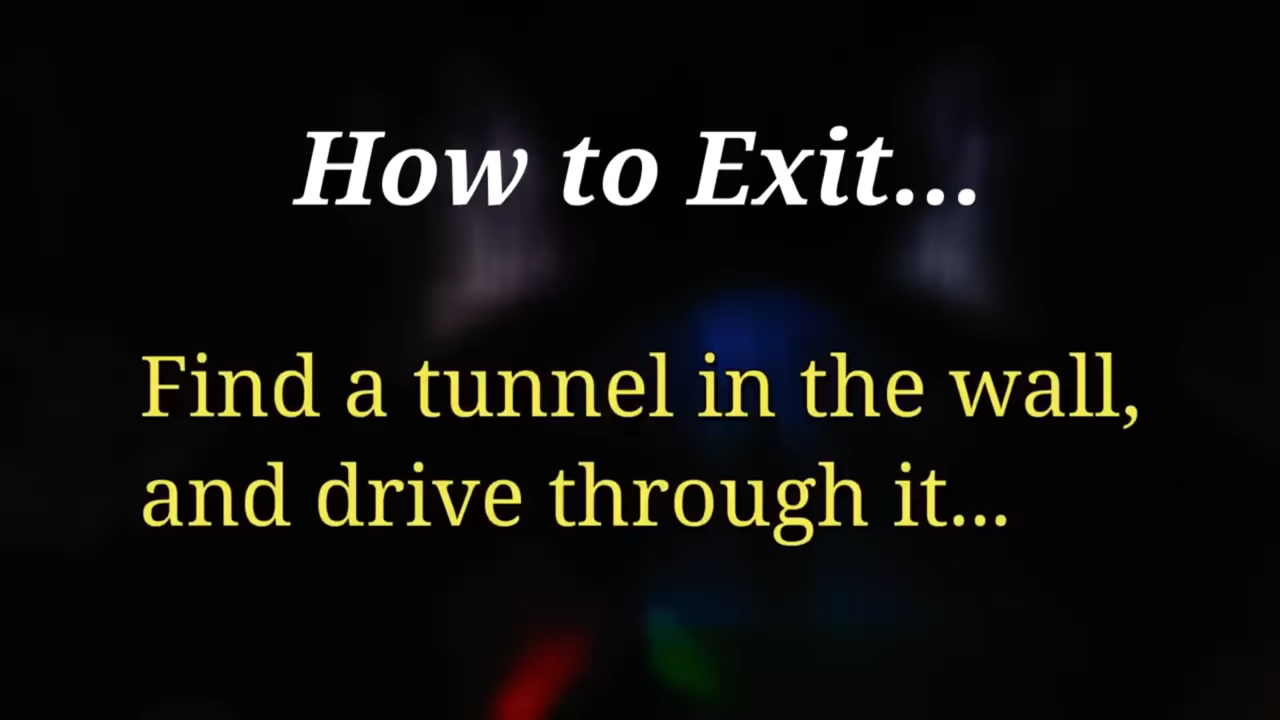 How to Exit...
Find a tunnel in the wall,
and drive through it...